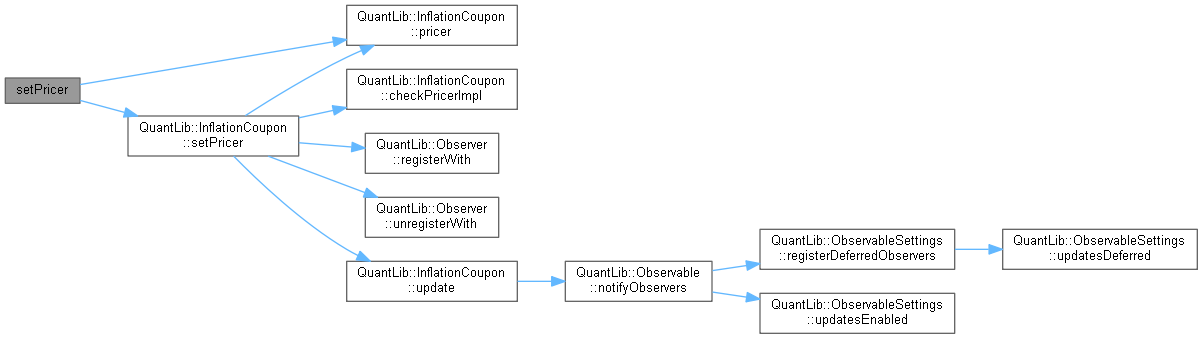 setPricer
QuantLib::InflationCoupon
::setPricer
QuantLib::InflationCoupon
::pricer
QuantLib::InflationCoupon
::checkPricerImpl
QuantLib::Observer
::registerWith
QuantLib::Observer
::unregisterWith
QuantLib::InflationCoupon
::update
QuantLib::Observable
::notifyObservers
QuantLib::ObservableSettings
::registerDeferredObservers
QuantLib::ObservableSettings
::updatesDeferred
QuantLib::ObservableSettings
::updatesEnabled